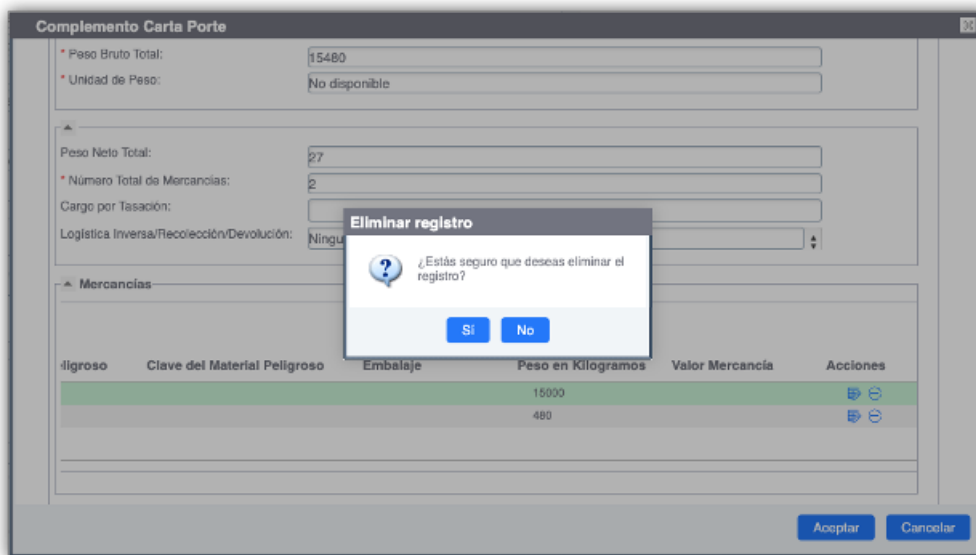 Complemento Carta Porte
* Peso Bruto Total:
15480
* Unidad de Peso:
No disponible
Peso Neto Total:
27
* Número Total de Mercancías:
2
Cargo por Tasación:
Logística Inversa/Recolección/Devolución:
Ningu
Eliminar registro
¿Estás seguro que deseas eliminar el
registro?
Sí
No
Mercancías
eligroso Clave del Material Peligroso Embalaje Peso en Kilogramos Valor Mercancía Acciones
15000
480
Aceptar
Cancelar